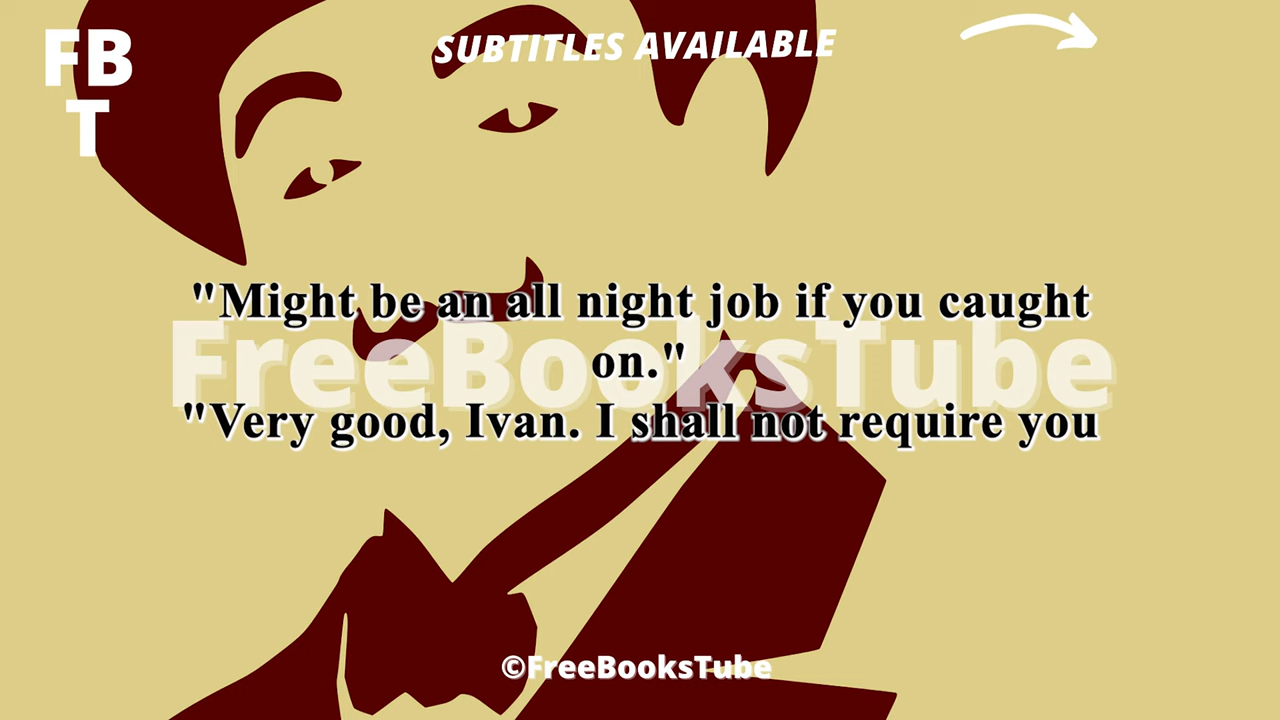 FB
T
SUBTITLES AVAILABLE
"Might be an all night job if you caught
on."
FreeBooksTube
"Very good, Ivan. I shall not require you
©FreeBooksTube